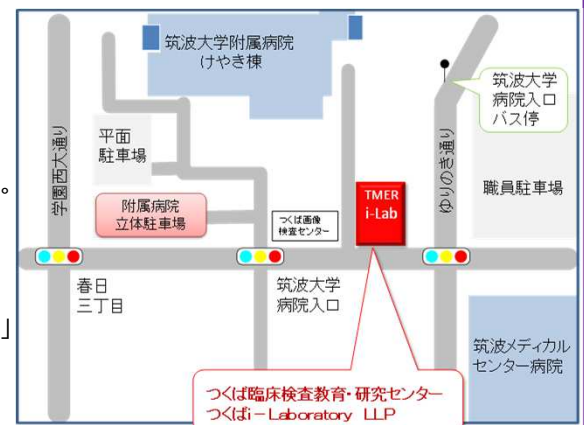 筑波大学附属病院
けやき棟
筑波大学
病院入口
バス停
学園西大通り
平面
駐車場
ゆりのき通り
職員駐車場
TMER
i-Lab
附属病院
立体駐車場
つくば画像
検査センター
。
春日
三丁目
筑波大学
病院入口
」
筑波メディカル
センター病院
つくば臨床検査教育・研究センター
つくばi－Laboratory LLP